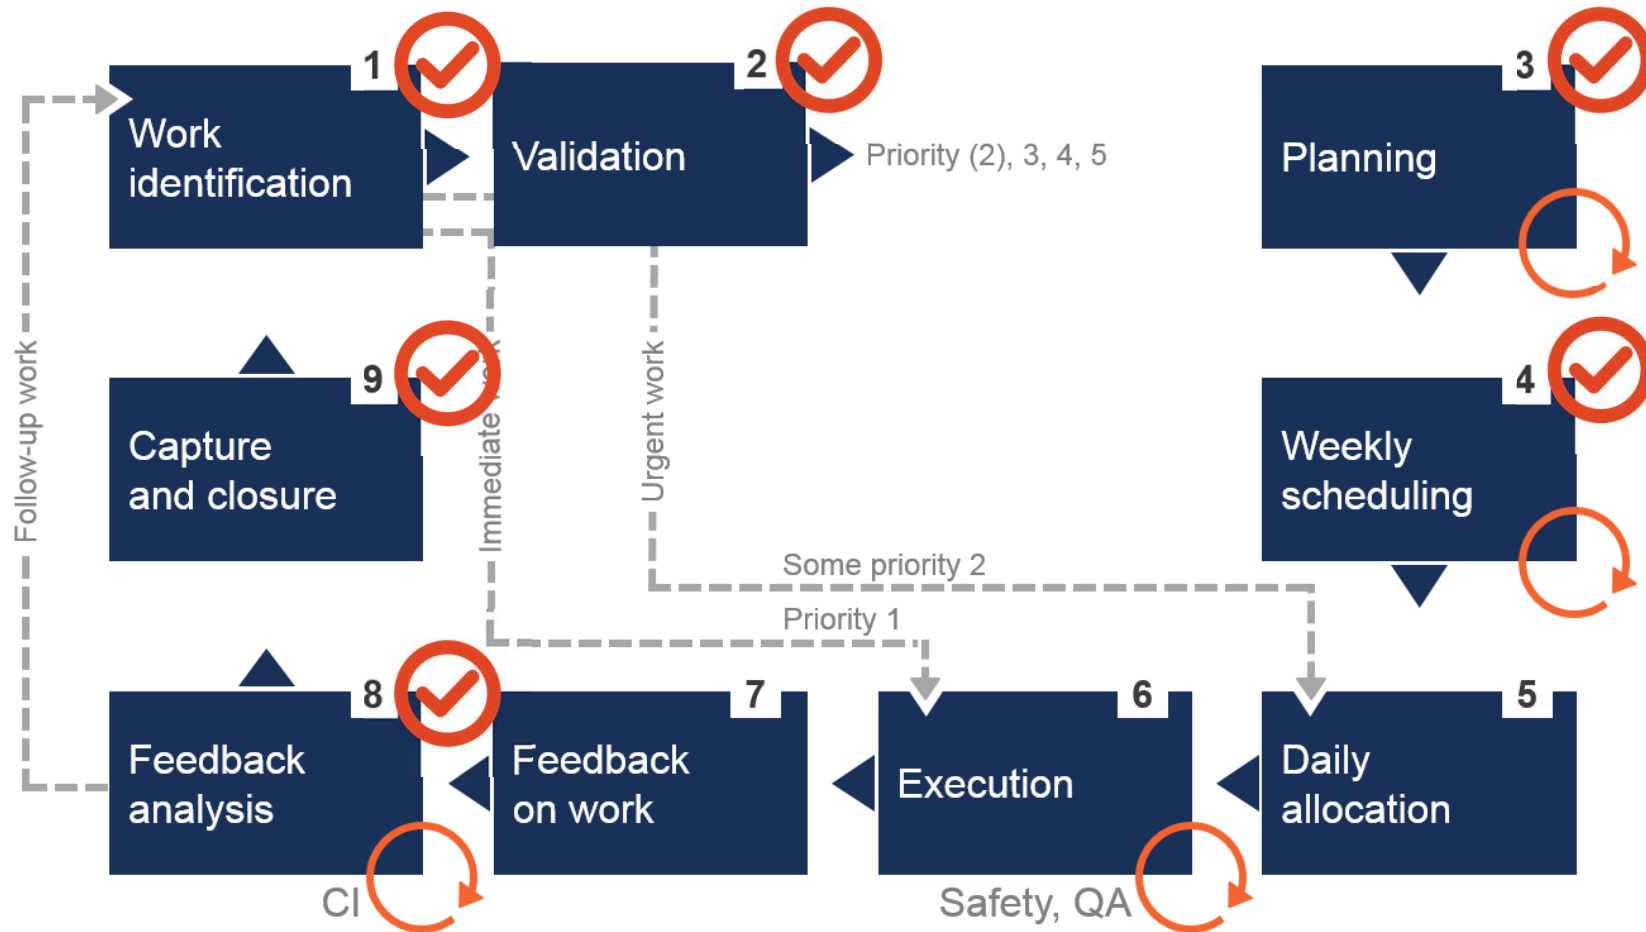 1
Work
identification
2
Validation
Priority (2), 3, 4, 5
3
Planning
Follow-up work
9
Capture
and closure
Immediate work
Urgent work
4
Weekly
scheduling
Some priority 2
Priority 1
8
Feedback
analysis
CI
7
Feedback
on work
6
Execution
Safety, QA
5
Daily
allocation